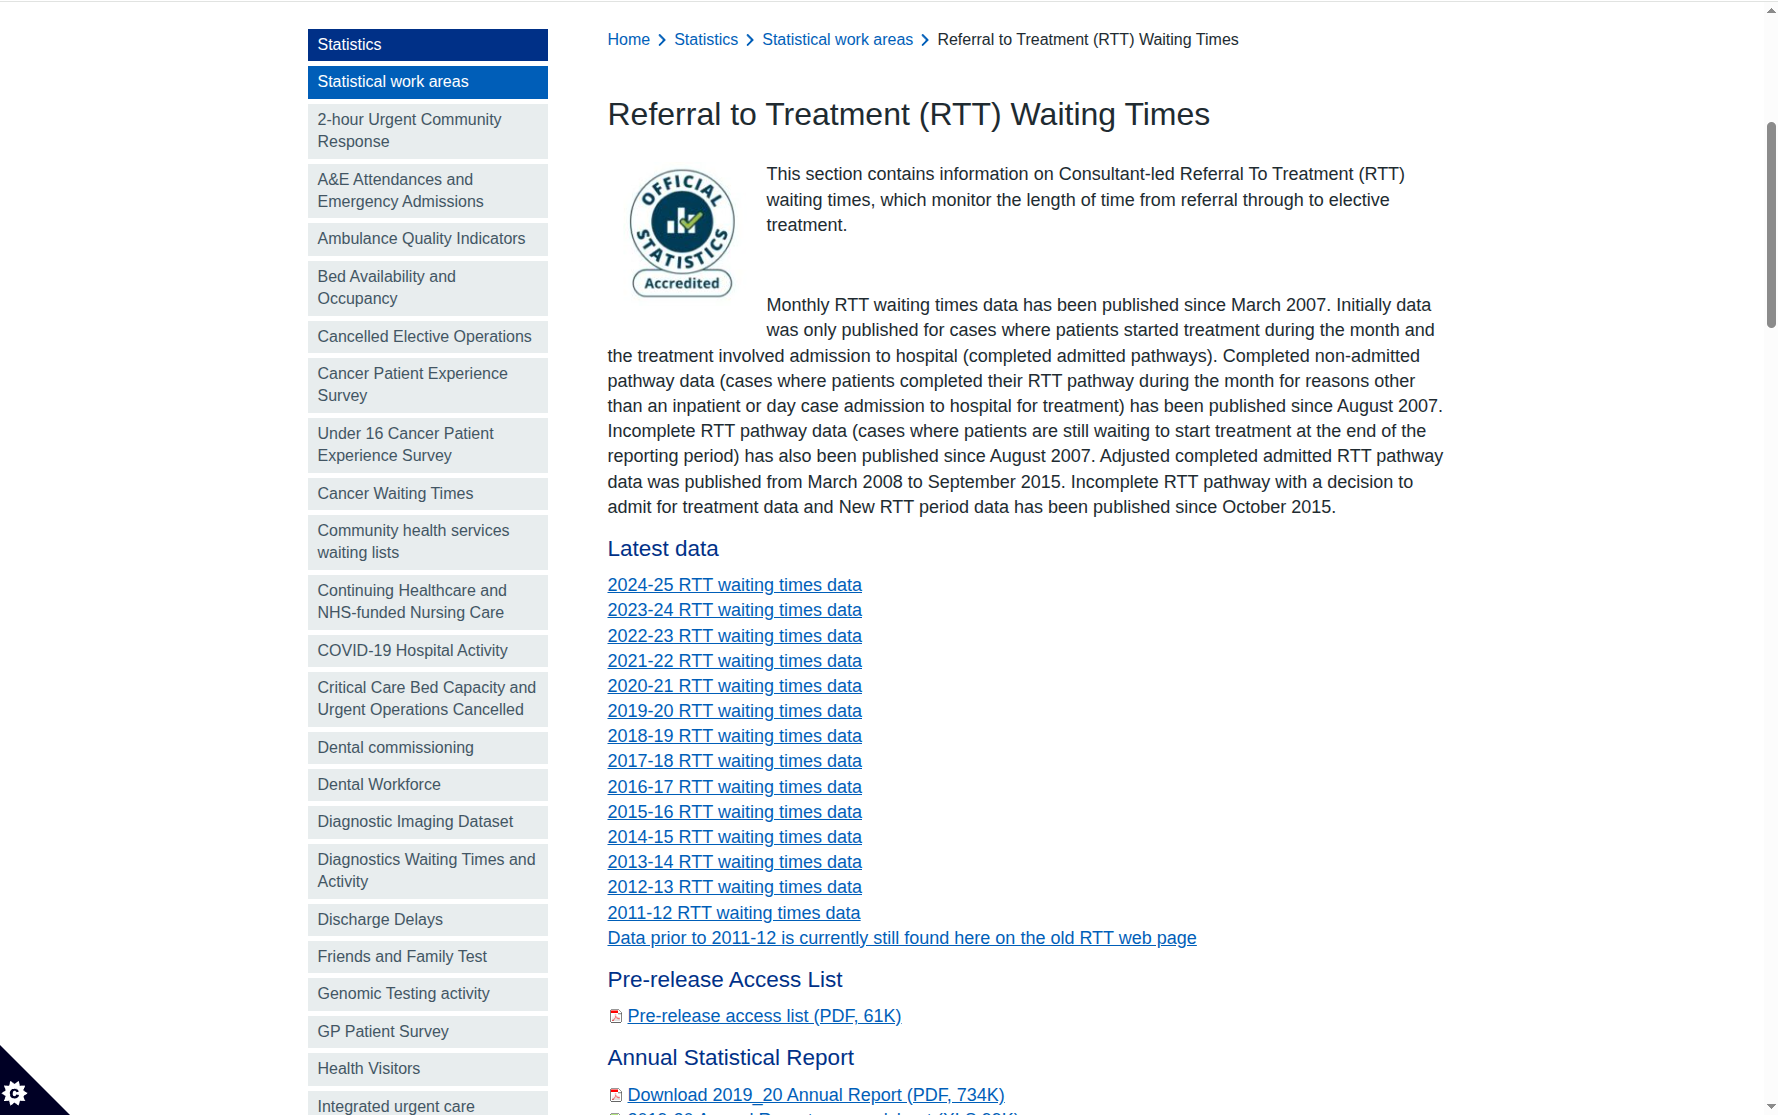 Statistics
Statistical work areas
2-hour Urgent Community
Response
A&E Attendances and
Emergency Admissions
Ambulance Quality Indicators
Bed Availability and
Occupancy
Cancelled Elective Operations
Cancer Patient Experience
Survey
Under 16 Cancer Patient
Experience Survey
Cancer Waiting Times
Community health services
waiting lists
Continuing Healthcare and
NHS-funded Nursing Care
COVID-19 Hospital Activity
Critical Care Bed Capacity and
Urgent Operations Cancelled
Dental commissioning
Dental Workforce
Diagnostic Imaging Dataset
Diagnostics Waiting Times and
Activity
Discharge Delays
Friends and Family Test
Genomic Testing activity
GP Patient Survey
Health Visitors
Integrated urgent care
Home > Statistics > Statistical work areas > Referral to Treatment (RTT) Waiting Times
Referral to Treatment (RTT) Waiting Times
OFFICIAL
STATISTICS
Accredited
This section contains information on Consultant-led Referral To Treatment (RTT)
waiting times, which monitor the length of time from referral through to elective
treatment.
Monthly RTT waiting times data has been published since March 2007. Initially data
was only published for cases where patients started treatment during the month and
the treatment involved admission to hospital (completed admitted pathways). Completed non-admitted
pathway data (cases where patients completed their RTT pathway during the month for reasons other
than an inpatient or day case admission to hospital for treatment) has been published since August 2007.
Incomplete RTT pathway data (cases where patients are still waiting to start treatment at the end of the
reporting period) has also been published since August 2007. Adjusted completed admitted RTT pathway
data was published from March 2008 to September 2015. Incomplete RTT pathway with a decision to
admit for treatment data and New RTT period data has been published since October 2015.
Latest data
2024-25 RTT waiting times data
2023-24 RTT waiting times data
2022-23 RTT waiting times data
2021-22 RTT waiting times data
2020-21 RTT waiting times data
2019-20 RTT waiting times data
2018-19 RTT waiting times data
2017-18 RTT waiting times data
2016-17 RTT waiting times data
2015-16 RTT waiting times data
2014-15 RTT waiting times data
2013-14 RTT waiting times data
2012-13 RTT waiting times data
2011-12 RTT waiting times data
Data prior to 2011-12 is currently still found here on the old RTT web page
Pre-release Access List
Pre-release access list (PDF, 61K)
Annual Statistical Report
Download 2019_20 Annual Report (PDF, 734K)